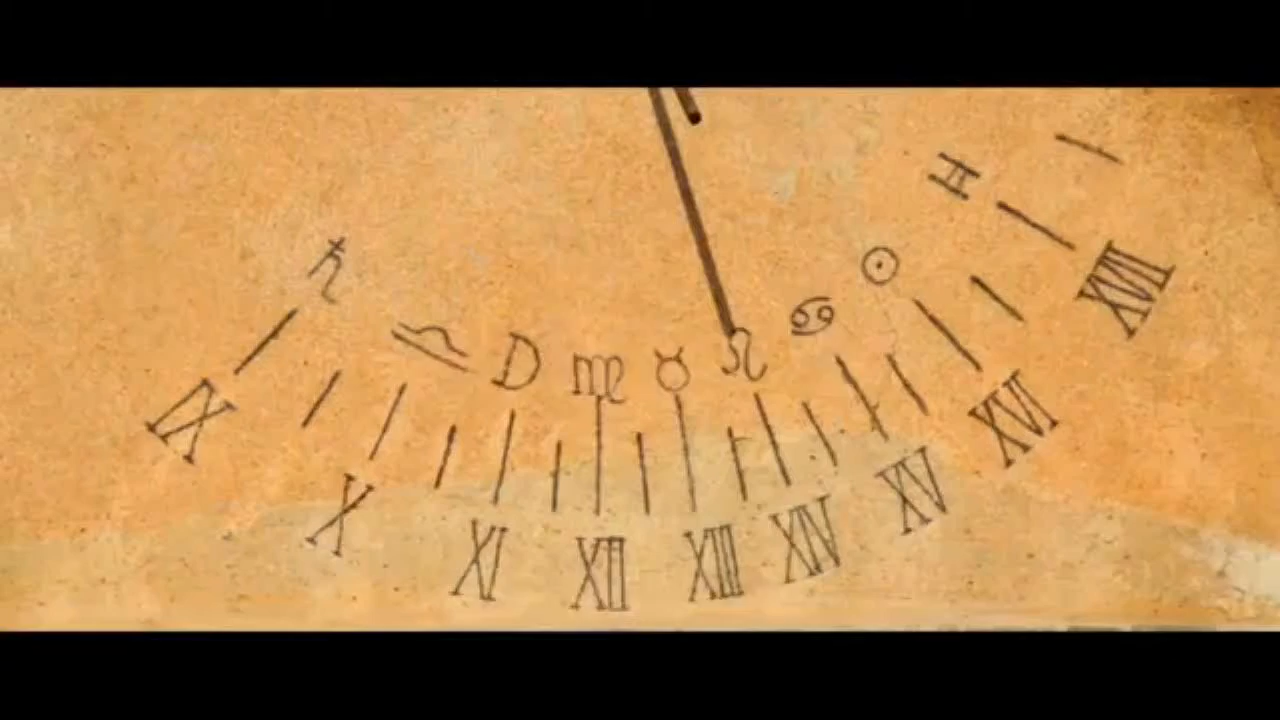 ♄ ♎ D ♍ ♉ ♌ ♋ ☉ ♊
IX X XI XII XIII XIV XV XVI XVII